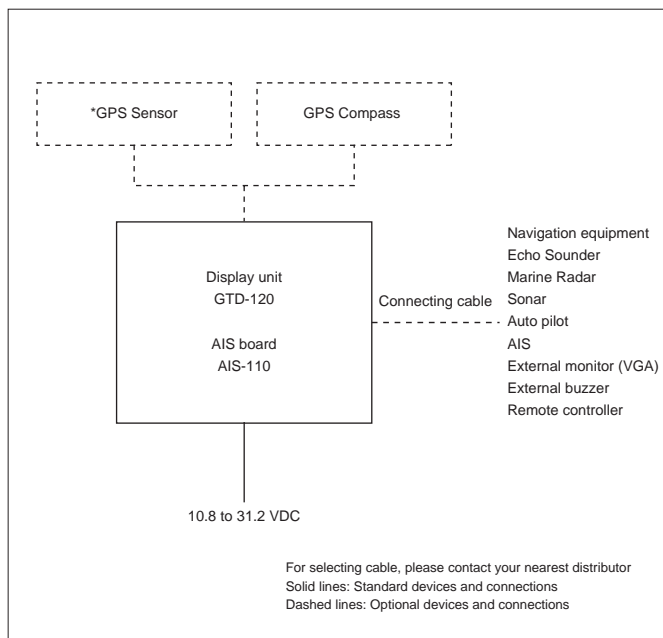 *GPS Sensor
GPS Compass
Display unit
GTD-120
AIS board
AIS-110
Connecting cable
Navigation equipment
Echo Sounder
Marine Radar
Sonar
Auto pilot
AIS
External monitor (VGA)
External buzzer
Remote controller
10.8 to 31.2 VDC
For selecting cable, please contact your nearest distributor
Solid lines: Standard devices and connections
Dashed lines: Optional devices and connections